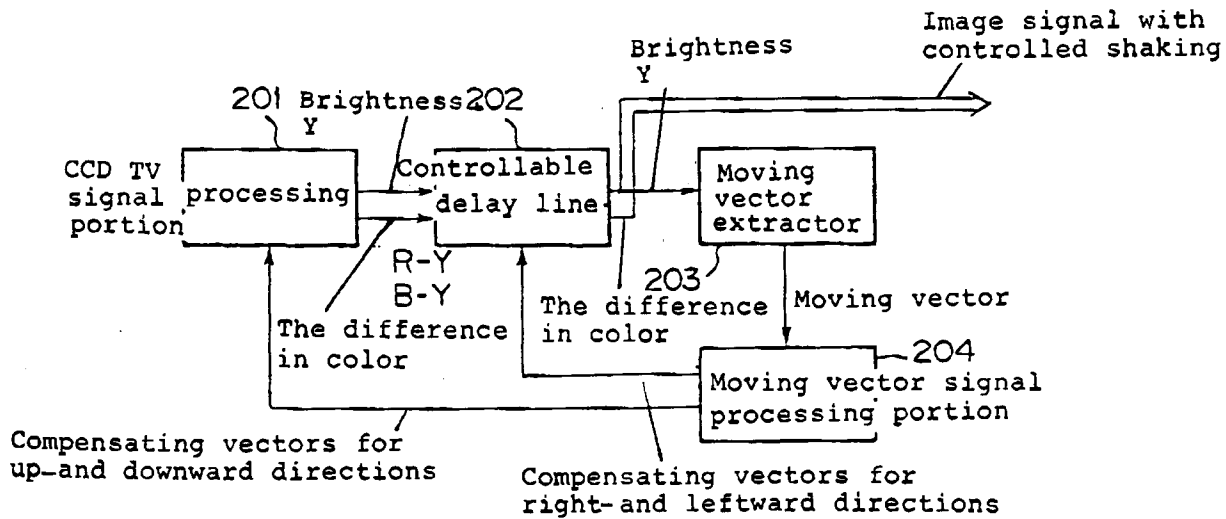 Image signal with
controlled shaking
Brightness
Y
201 Brightness 202
Y
CCD TV
signal
portion
processing
Controllable
delay line
Moving
vector
extractor
R-Y
B-Y
203
The difference
in color
The difference
in color
Moving vector
204
Moving vector signal
processing portion
Compensating vectors for
up-and downward directions
Compensating vectors for
right-and leftward directions